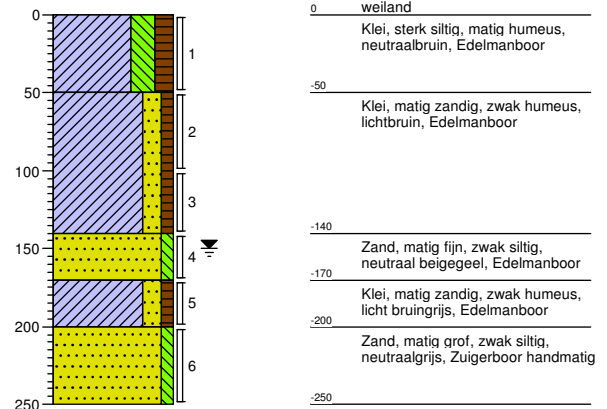 0
50
100
150
200
250
1
2
3
4
5
6
0 weiland
Klei, sterk siltig, matig humeus,
neutraalbruin, Edelmanboor
-50
Klei, matig zandig, zwak humeus,
lichtbruin, Edelmanboor
-140
Zand, matig fijn, zwak siltig,
neutraal beigegeel, Edelmanboor
-170
Klei, matig zandig, zwak humeus,
licht bruingrijs, Edelmanboor
-200
Zand, matig grof, zwak siltig,
neutraalgrijs, Zuigerboor handmatig
-250